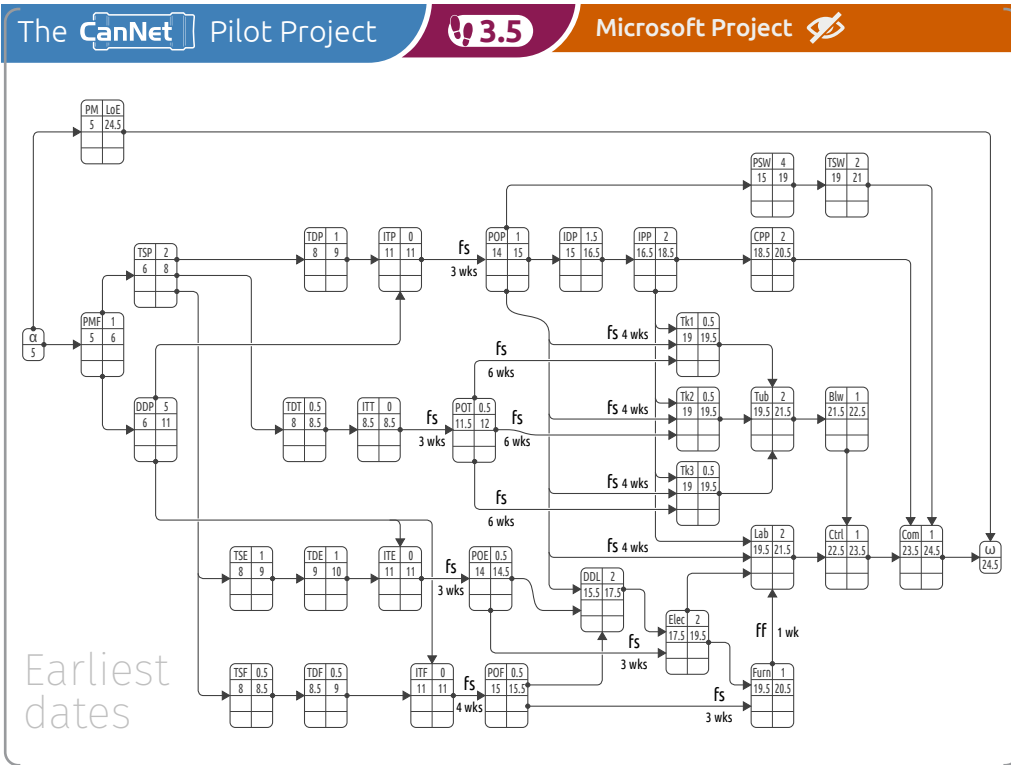 The CanNet Pilot Project
3.5
Microsoft Project
PM LoE
5 24.5
PSW 4
15 19
TSW 2
19 21
TSP 2
6 8
TDP 1
8 9
ITP 0
11 11
fs
3 wks
POP 1
14 15
IDP 1.5
15 16.5
IPP 2
16.5 18.5
CPP 2
18.5 20.5
α
5
PMF 1
5 6
fs 4 wks
Tk1 0.5
19 19.5
fs
6 wks
DDP 5
6 11
TDT 0.5
8 8.5
ITT 0
8.5 8.5
fs
3 wks
POT 0.5
11.5 12
fs
6 wks
fs 4 wks
Tk2 0.5
19 19.5
Tub 2
19.5 21.5
Blw 1
21.5 22.5
fs 4 wks
Tk3 0.5
19 19.5
fs
6 wks
TSE 1
8 9
TDE 1
9 10
ITE 0
11 11
fs
3 wks
POE 0.5
14 14.5
fs 4 wks
Lab 2
19.5 21.5
Ctrl 1
22.5 23.5
Com 1
23.5 24.5
ω
24.5
DDL 2
15.5 17.5
Elec 2
17.5 19.5
fs
3 wks
ff 1 wk
Earliest
dates
TSF 0.5
8 8.5
TDF 0.5
8.5 9
ITF 0
11 11
fs
4 wks
POF 0.5
15 15.5
fs
3 wks
Furn 1
19.5 20.5